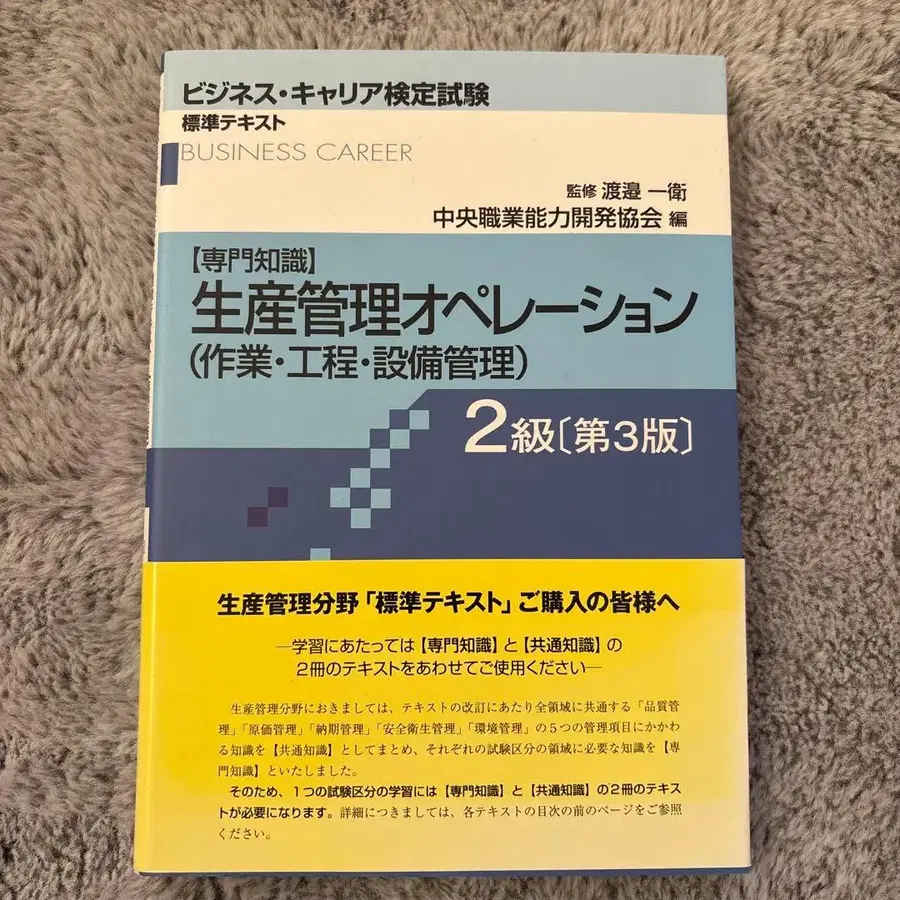 ビジネス・キャリア検定試験
標準テキスト
BUSINESS CAREER
監修 渡邉 一衛
中央職業能力開発協会 編
【専門知識】
生産管理オペレーション
(作業・工程・設備管理)
2級〔第3版〕
生産管理分野「標準テキスト」ご購入の皆様へ
―学習にあたっては【専門知識】と【共通知識】の
2冊のテキストをあわせてご使用ください―
生産管理分野におきましては、テキストの改訂にあたり全領域に共通する「品質管
理」「原価管理」「納期管理」「安全衛生管理」「環境管理」の5つの管理項目にかかわ
る知識を【共通知識】としてまとめ、それぞれの試験区分の領域に必要な知識を【専
門知識】といたしました。
そのため、1つの試験区分の学習には【専門知識】と【共通知識】の2冊のテキス
トが必要になります。詳細につきましては、各テキストの目次の前のページをご参照
ください。